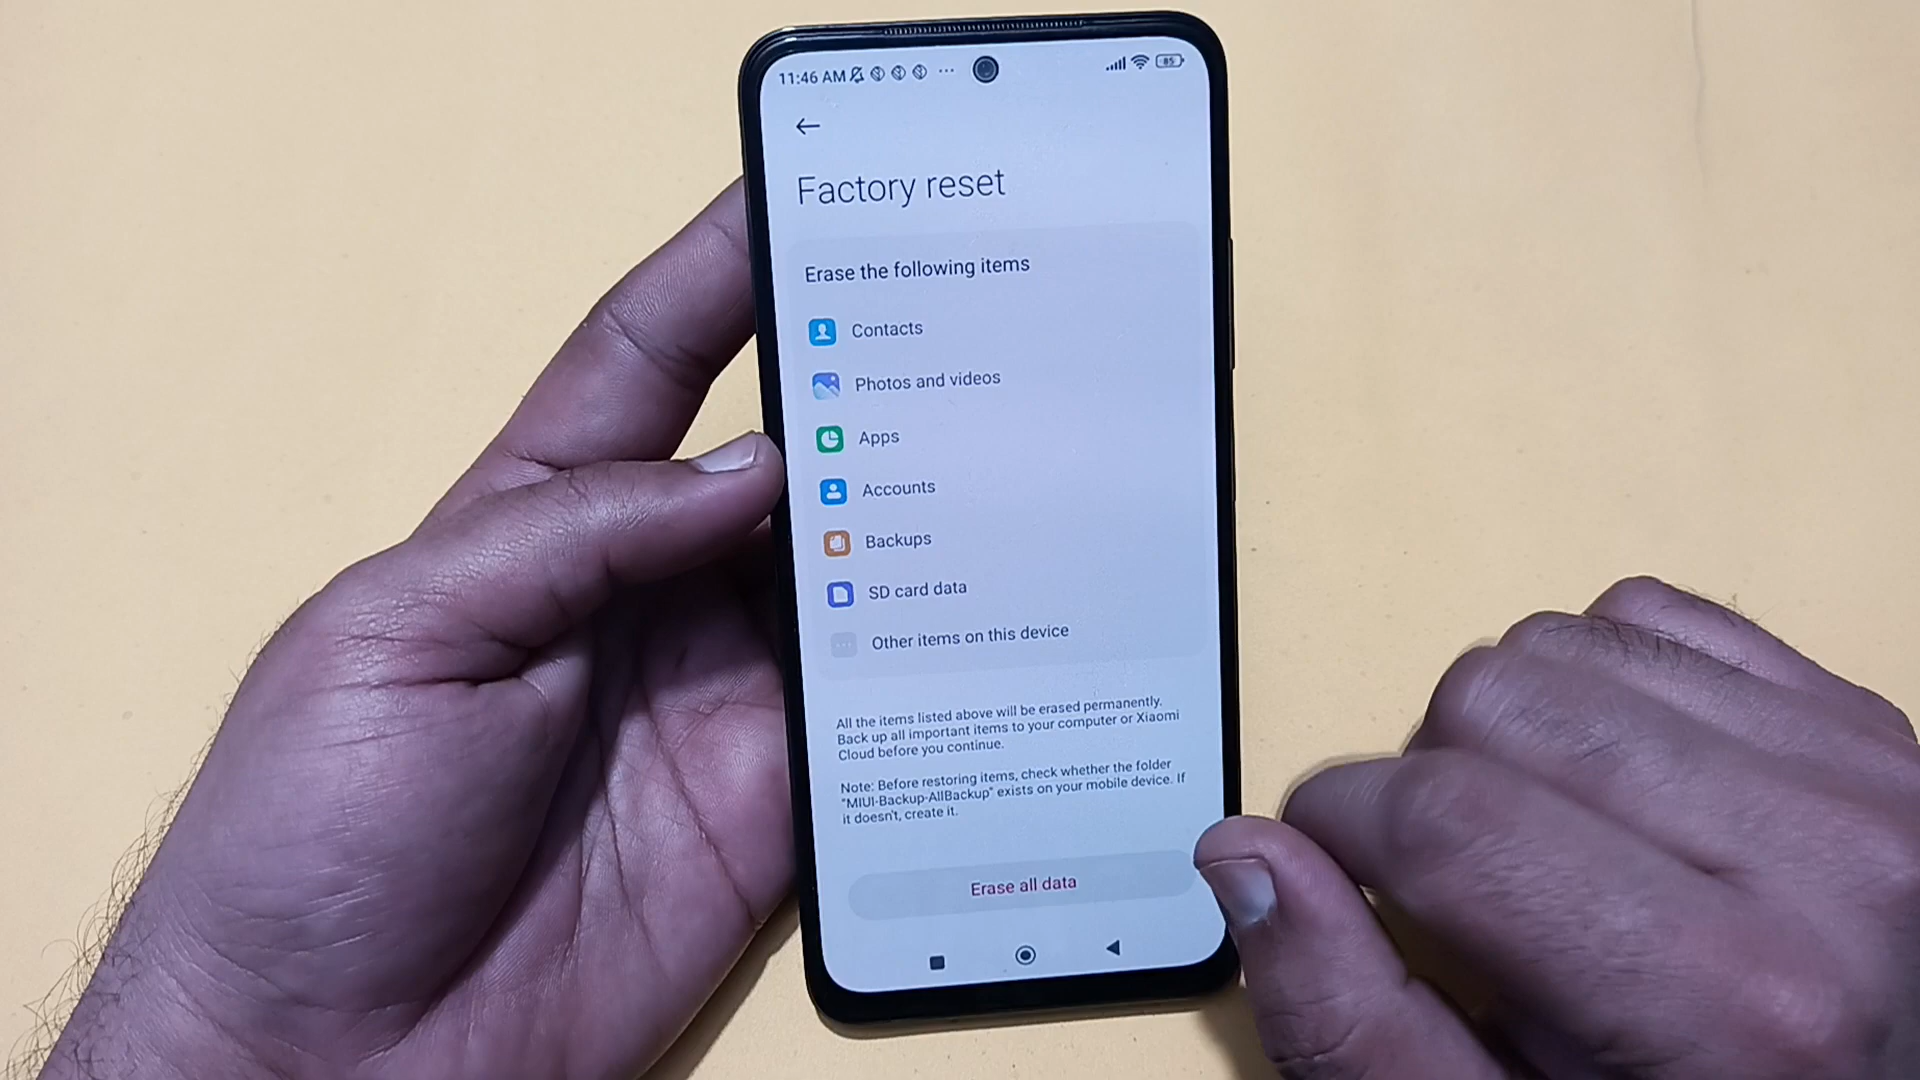 11:46 AM
85
Factory reset
Erase the following items
Contacts
Photos and videos
Apps
Accounts
Backups
SD card data
Other items on this device
All the items listed above will be erased permanently.
Back up all important items to your computer or Xiaomi
Cloud before you continue.
Note: Before restoring items, check whether the folder
"MIUI-Backup-AllBackup" exists on your mobile device. If
it doesn't, create it.
Erase all data